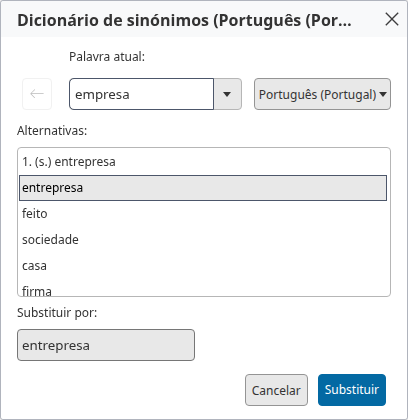 Dicionário de sinónimos (Português (Por...
Palavra atual:
empresa
Português (Portugal)
Alternativas:
1. (s.) entrepresa
entrepresa
feito
sociedade
casa
firma
Substituir por:
entrepresa
Cancelar
Substituir